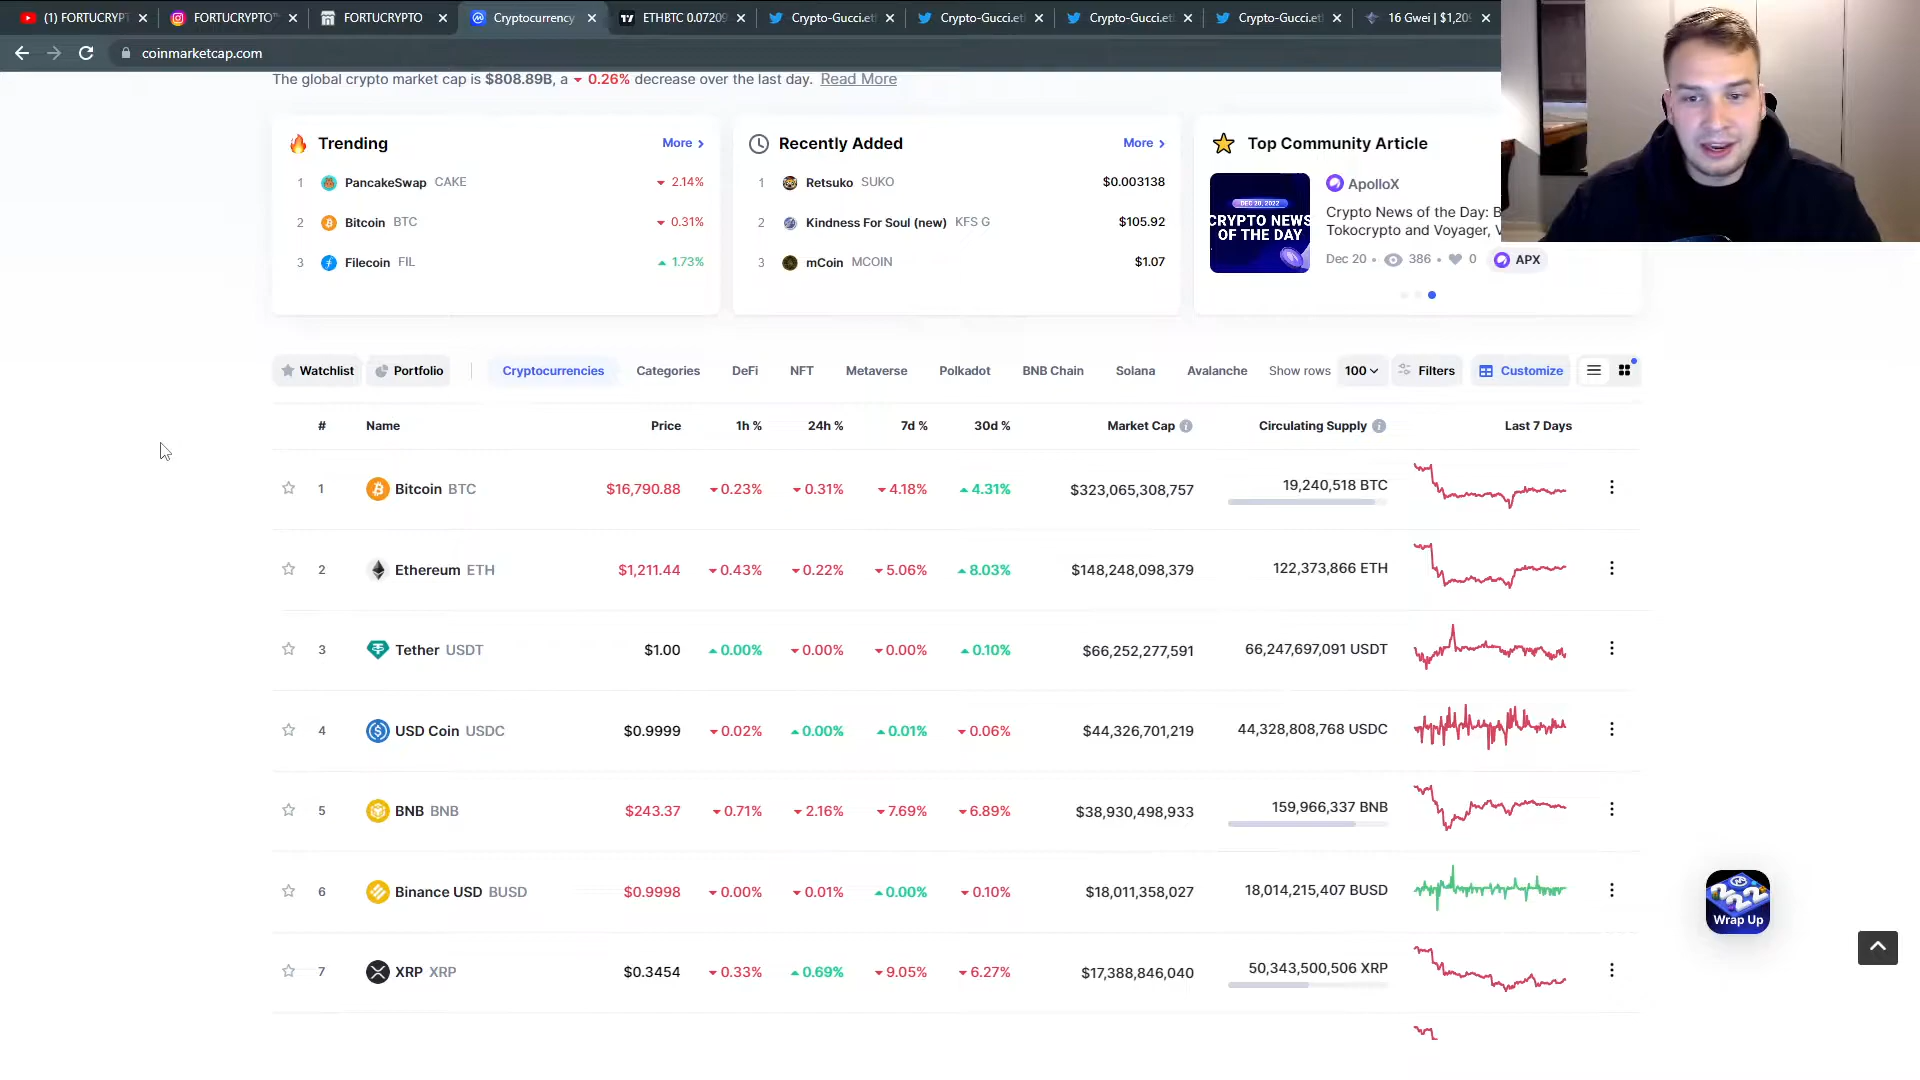 (1) FORTUCRYPT
FORTUCRYPTO"
FORTUCRYPTO
Cryptocurrency
ETHBTC 0.07209
Crypto-Gucci.et
Crypto-Gucci.et
Crypto-Gucci.et
Crypto-Gucci.et
16 Gwei | $1,209
coinmarketcap.com
The global crypto market cap is $808.89B, a 0.26% decrease over the last day. Read More
Trending More
1 PancakeSwap CAKE 2.14%
2 Bitcoin BTC 0.31%
3 Filecoin FIL 1.73%
Recently Added More
1 Retsuko SUKO $0.003138
2 Kindness For Soul (new) KFS G $105.92
3 mCoin MCOIN $1.07
Top Community Article
DEC 20, 2022
CRYPTO NEWS
OF THE DAY
ApolloX
Crypto News of the Day: B
Tokocrypto and Voyager, V
Dec 20 • 386 • 0 APX
Watchlist Portfolio Cryptocurrencies Categories DeFi NFT Metaverse Polkadot BNB Chain Solana Avalanche Show rows 100 Filters Customize
# Name Price 1h % 24h % 7d % 30d % Market Cap Circulating Supply Last 7 Days
1 Bitcoin BTC $16,790.88 0.23% 0.31% 4.18% 4.31% $323,065,308,757 19,240,518 BTC
2 Ethereum ETH $1,211.44 0.43% 0.22% 5.06% 8.03% $148,248,098,379 122,373,866 ETH
3 Tether USDT $1.00 0.00% 0.00% 0.00% 0.10% $66,252,277,591 66,247,697,091 USDT
4 USD Coin USDC $0.9999 0.02% 0.00% 0.01% 0.06% $44,326,701,219 44,328,808,768 USDC
5 BNB BNB $243.37 0.71% 2.16% 7.69% 6.89% $38,930,498,933 159,966,337 BNB
6 Binance USD BUSD $0.9998 0.00% 0.01% 0.00% 0.10% $18,011,358,027 18,014,215,407 BUSD
7 XRP XRP $0.3454 0.33% 0.69% 9.05% 6.27% $17,388,846,040 50,343,500,506 XRP
2022
Wrap Up